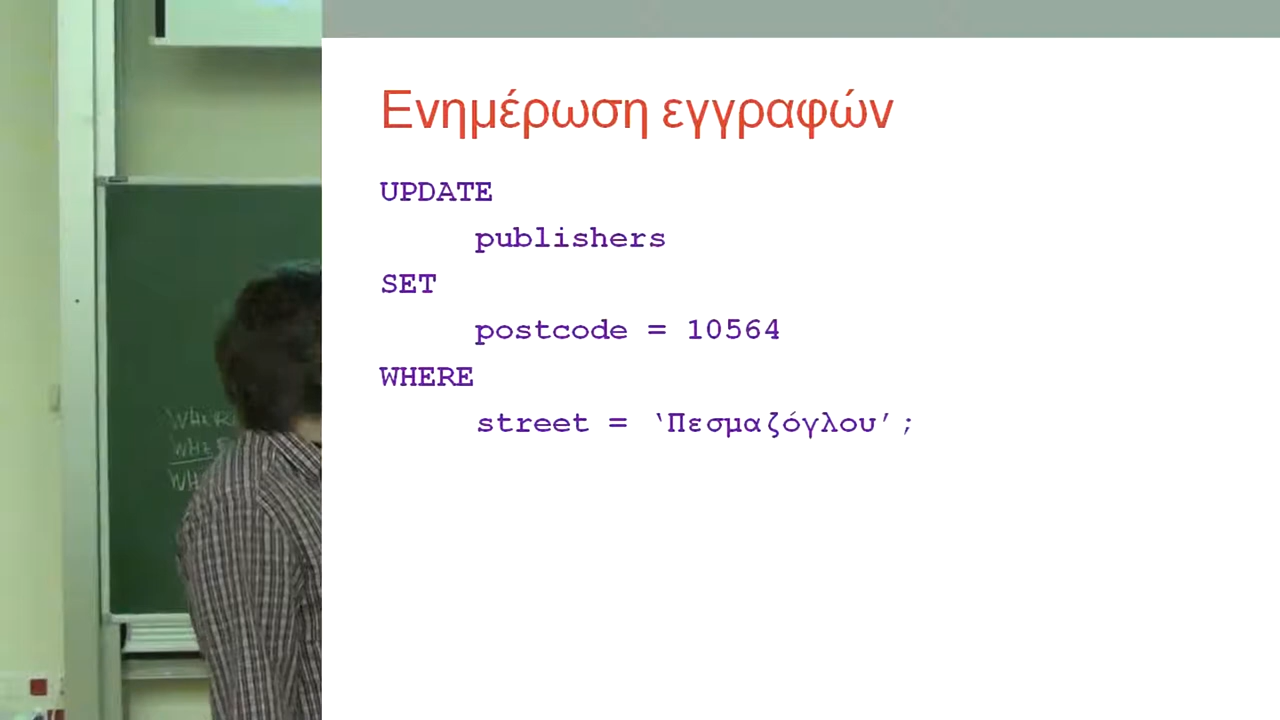 Ενημέρωση εγγραφών
UPDATE
publishers
SET
postcode = 10564
WHERE
street = ‘Πεσμαζόγλου’;